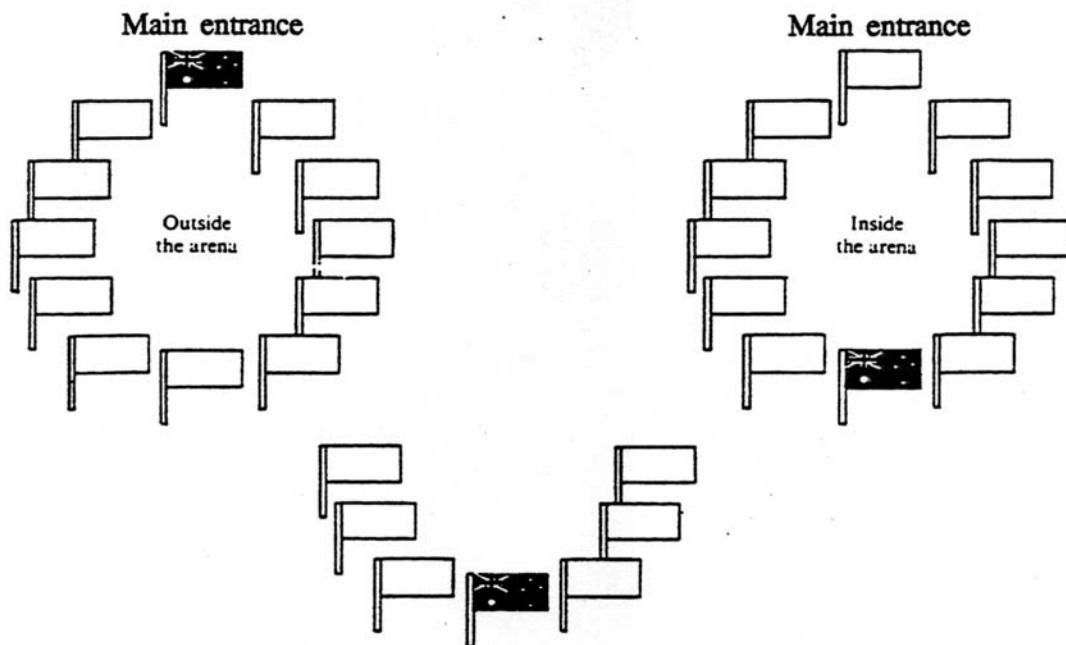 Main entrance
Main entrance
Outside
the arena
Inside
the arena